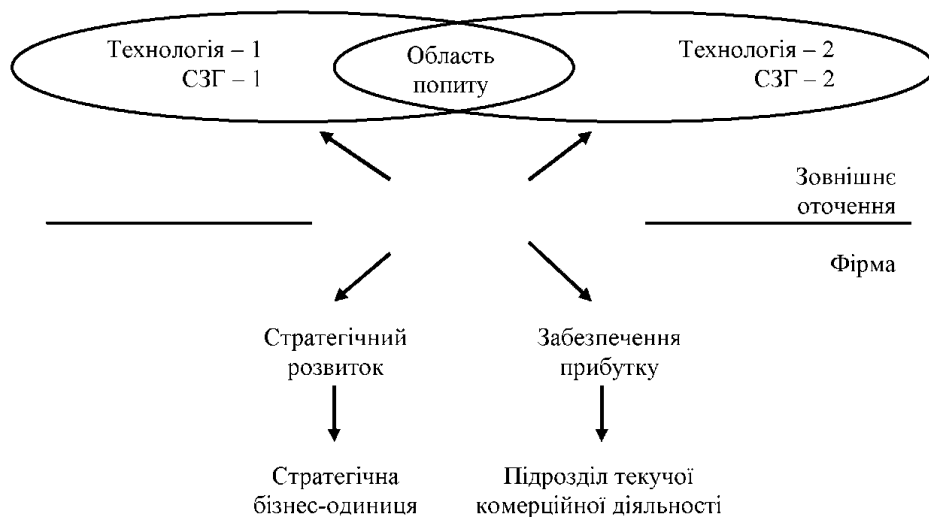 Технологія – 1
СЗГ – 1
Область
попиту
Технологія – 2
СЗГ – 2
Зовнішнє
оточення
Фірма
Стратегічний
розвиток
Забезпечення
прибутку
Стратегічна
бізнес-одиниця
Підрозділ текучої
комерційної діяльності